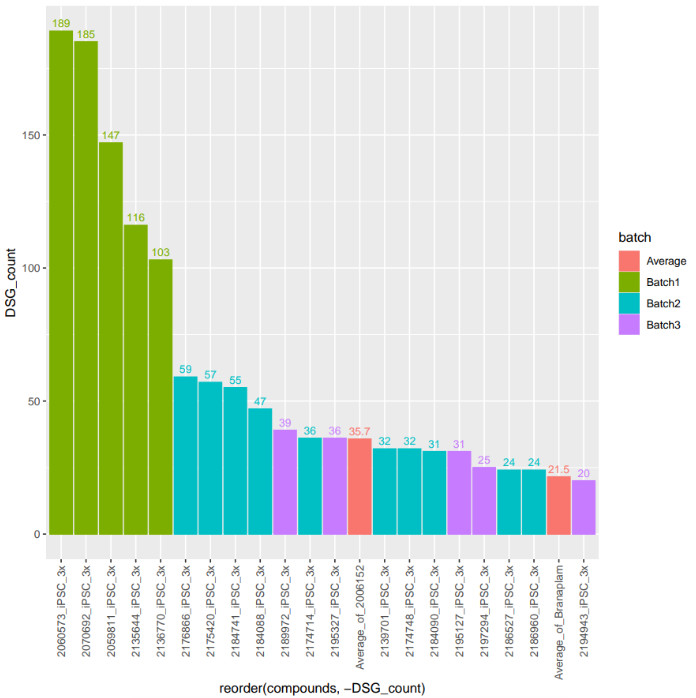 189
185
147
116
103
59
57
55
47
39
36
36
35.7
32
32
31
31
25
24
24
21.5
20
DSG_count
150
100
50
0
batch
Average
Batch1
Batch2
Batch3
2060573_iPSC_3x
2070692_iPSC_3x
2059811_iPSC_3x
2135644_iPSC_3x
2136770_iPSC_3x
2176866_iPSC_3x
2175420_iPSC_3x
2184741_iPSC_3x
2184088_iPSC_3x
2189972_iPSC_3x
2174714_iPSC_3x
2195327_iPSC_3x
Average_of_2006152
2139701_iPSC_3x
2174748_iPSC_3x
2184090_iPSC_3x
2195127_iPSC_3x
2197294_iPSC_3x
2186527_iPSC_3x
2186960_iPSC_3x
Average_of_Branaplam
2194943_iPSC_3x
reorder(compounds, −DSG_count)